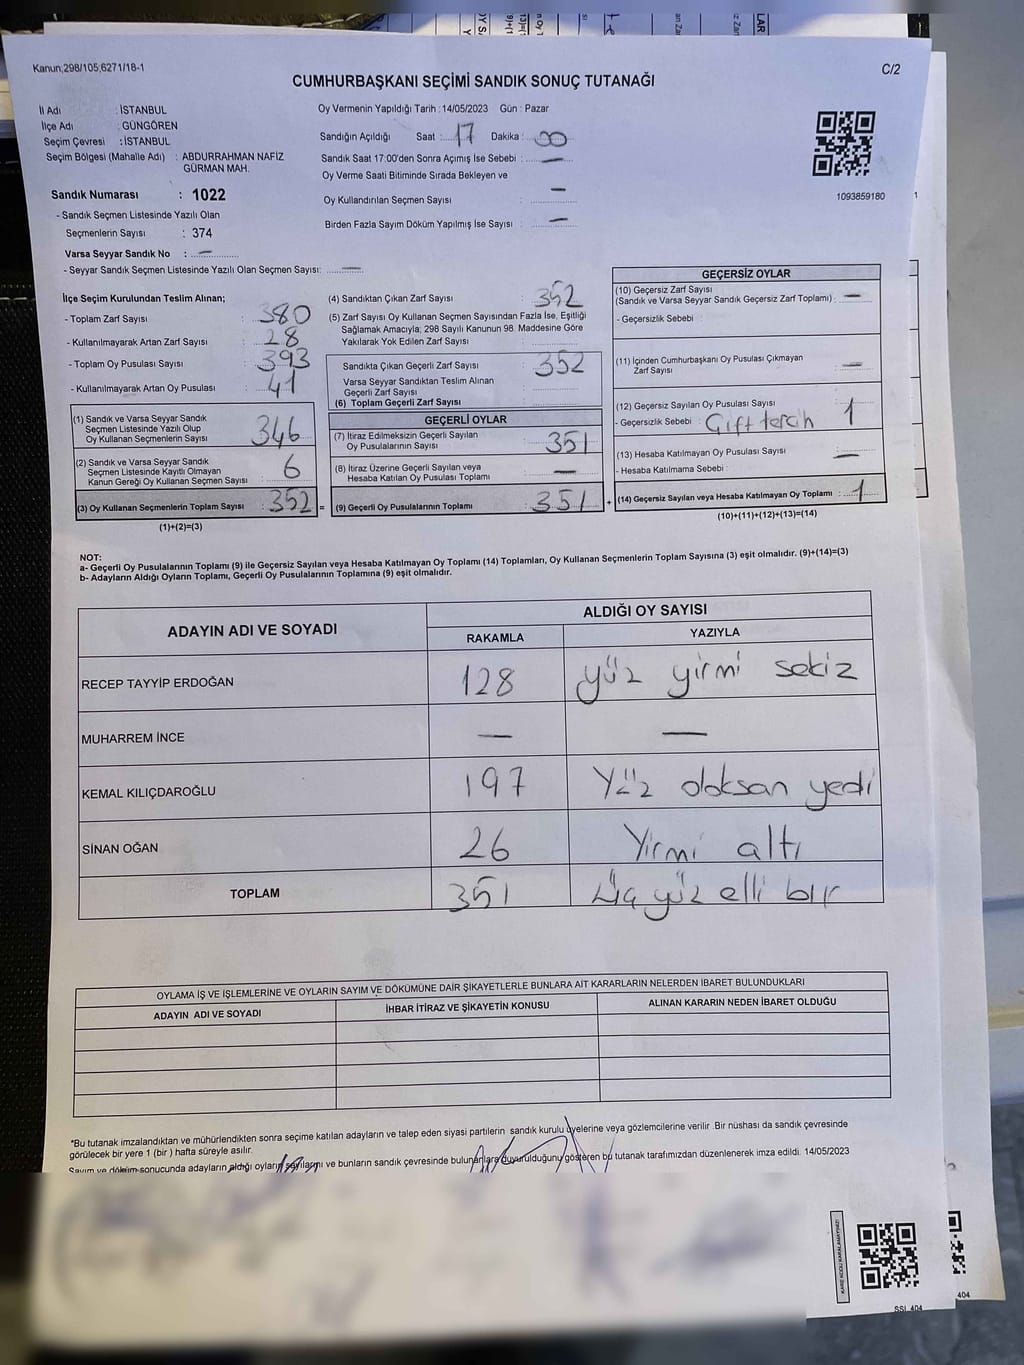 Kanun;298/105,6271/18-1
C/2
CUMHURBAŞKANI SEÇİMİ SANDIK SONUÇ TUTANAĞI
İl Adı : İSTANBUL
İlçe Adı : GÜNGÖREN
Seçim Çevresi : İSTANBUL
Seçim Bölgesi (Mahalle Adı) : ABDURRAHMAN NAFİZ
GÜRMAN MAH.
Sandık Numarası : 1022
- Sandık Seçmen Listesinde Yazılı Olan
Seçmenlerin Sayısı : 374
Varsa Seyyar Sandık No : —
- Seyyar Sandık Seçmen Listesinde Yazılı Olan Seçmen Sayısı: —
Oy Vermenin Yapıldığı Tarih : 14/05/2023 Gün : Pazar
Sandığın Açıldığı Saat : 17 Dakika : 00
Sandık Saat 17:00'den Sonra Açımış İse Sebebi : —
Oy Verme Saati Bitiminde Sırada Bekleyen ve
Oy Kullandırılan Seçmen Sayısı : —
Birden Fazla Sayım Döküm Yapılmış İse Sayısı : —
1093859180
İlçe Seçim Kurulundan Teslim Alınan;
- Toplam Zarf Sayısı : 380
- Kullanılmayarak Artan Zarf Sayısı : 28
- Toplam Oy Pusulası Sayısı : 393
- Kullanılmayarak Artan Oy Pusulası : 41
(1) Sandık ve Varsa Seyyar Sandık
Seçmen Listesinde Yazılı Olup
Oy Kullanan Seçmenlerin Sayısı : 346
(2) Sandık ve Varsa Seyyar Sandık
Seçmen Listesinde Kayıtlı Olmayan
Kanun Gereği Oy Kullanan Seçmen Sayısı : 6
(3) Oy Kullanan Seçmenlerin Toplam Sayısı : 352 =
(1)+(2)=(3)
(4) Sandıktan Çıkan Zarf Sayısı : 352
(5) Zarf Sayısı Oy Kullanan Seçmen Sayısından Fazla İse, Eşitliği
Sağlamak Amacıyla; 298 Sayılı Kanunun 98. Maddesine Göre
Yakılarak Yok Edilen Zarf Sayısı :
Sandıkta Çıkan Geçerli Zarf Sayısı : 352
Varsa Seyyar Sandıktan Teslim Alınan
Geçerli Zarf Sayısı :
(6) Toplam Geçerli Zarf Sayısı :
GEÇERLİ OYLAR
(7) İtiraz Edilmeksizin Geçerli Sayılan
Oy Pusulalarının Sayısı : 351
(8) İtiraz Üzerine Geçerli Sayılan veya
Hesaba Katılan Oy Pusulası Toplamı : —
(9) Geçerli Oy Pusulalarının Toplamı : 351 +
GEÇERSİZ OYLAR
(10) Geçersiz Zarf Sayısı
(Sandık ve Varsa Seyyar Sandık Geçersiz Zarf Toplamı) : —
- Geçersizlik Sebebi :
(11) İçinden Cumhurbaşkanı Oy Pusulası Çıkmayan
Zarf Sayısı : —
(12) Geçersiz Sayılan Oy Pusulası Sayısı : 1
- Geçersizlik Sebebi : Çift tercih
(13) Hesaba Katılmayan Oy Pusulası Sayısı : —
- Hesaba Katılmama Sebebi :
(14) Geçersiz Sayılan veya Hesaba Katılmayan Oy Toplamı : 1
(10)+(11)+(12)+(13)=(14)
NOT:
a- Geçerli Oy Pusulalarının Toplamı (9) ile Geçersiz Sayılan veya Hesaba Katılmayan Oy Toplamı (14) Toplamları, Oy Kullanan Seçmenlerin Toplam Sayısına (3) eşit olmalıdır. (9)+(14)=(3)
b- Adayların Aldığı Oyların Toplamı, Geçerli Oy Pusulalarının Toplamına (9) eşit olmalıdır.
ADAYIN ADI VE SOYADI
ALDIĞI OY SAYISI
RAKAMLA YAZIYLA
RECEP TAYYİP ERDOĞAN 128 yüz yirmi sekiz
MUHARREM İNCE — —
KEMAL KILIÇDAROĞLU 197 Yüz doksan yedi
SİNAN OĞAN 26 Yirmi altı
TOPLAM 351 Üç yüz elli bir
OYLAMA İŞ VE İŞLEMLERİNE VE OYLARIN SAYIM VE DÖKÜMÜNE DAİR ŞİKAYETLERLE BUNLARA AİT KARARLARIN NELERDEN İBARET BULUNDUKLARI
ADAYIN ADI VE SOYADI İHBAR İTİRAZ VE ŞİKAYETİN KONUSU ALINAN KARARIN NEDEN İBARET OLDUĞU
*Bu tutanak imzalandıktan ve mühürlendikten sonra seçime katılan adayların ve talep eden siyasi partilerin sandık kurulu üyelerine veya gözlemcilerine verilir. Bir nüshası da sandık çevresinde
görülecek bir yere 1 (bir) hafta süreyle asılır.
Sayım ve döküm sonucunda adayların aldığı oyların sayılarını ve bunların sandık çevresinde bulunanlara duyurulduğunu gösteren bu tutanak tarafımızdan düzenlenerek imza edildi. 14/05/2023
SSI 404
404